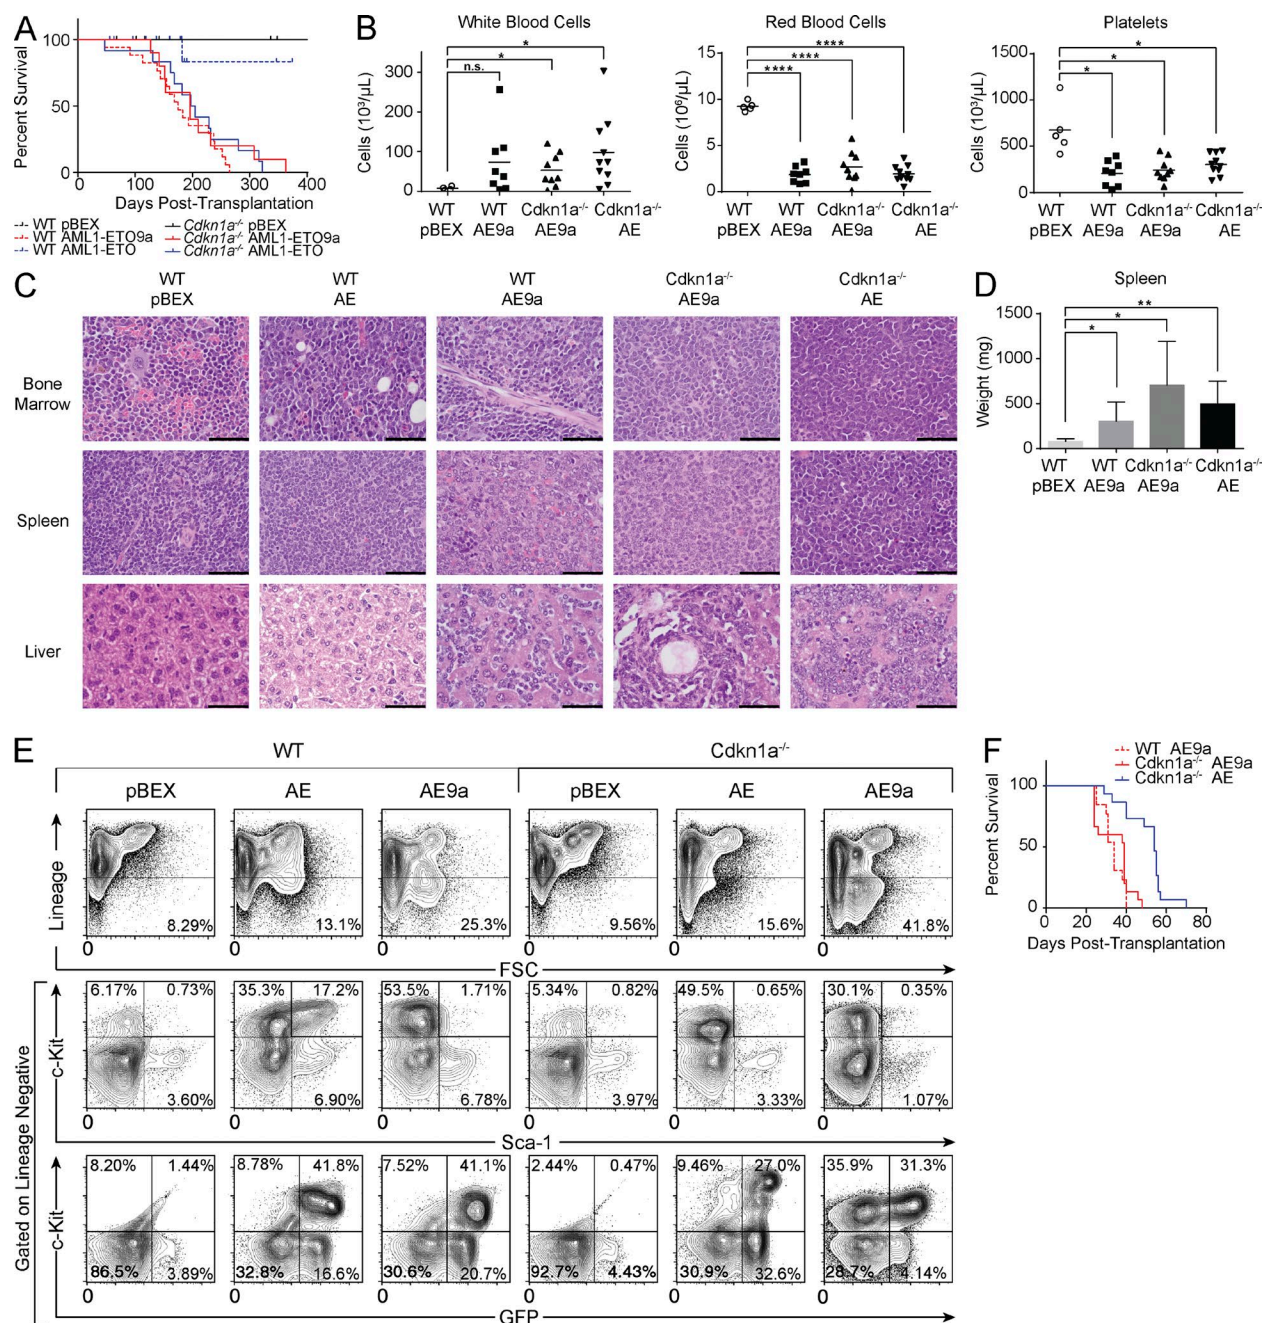 A
Percent Survival
100
50
0
0 100 200 300 400
Days Post-Transplantation
WT pBEX
WT AML1-ETO9a
WT AML1-ETO
Cdkn1a-/- pBEX
Cdkn1a-/- AML1-ETO9a
Cdkn1a-/- AML1-ETO
B
White Blood Cells
Cells (10³/µL)
300
200
100
0
n.s.
*
*
WT pBEX
WT AE9a
Cdkn1a-/- AE9a
Cdkn1a-/- AE
Red Blood Cells
Cells (10⁶/µL)
15
10
5
0
****
****
****
WT pBEX
WT AE9a
Cdkn1a-/- AE9a
Cdkn1a-/- AE
Platelets
Cells (10³/µL)
1500
1000
500
0
*
*
*
WT pBEX
WT AE9a
Cdkn1a-/- AE9a
Cdkn1a-/- AE
C
WT pBEX
WT AE
WT AE9a
Cdkn1a-/- AE9a
Cdkn1a-/- AE
Bone Marrow
Spleen
Liver
D
Spleen
Weight (mg)
1500
1000
500
0
**
*
*
WT pBEX
WT AE9a
Cdkn1a-/- AE9a
Cdkn1a-/- AE
E
WT
Cdkn1a-/-
pBEX AE AE9a pBEX AE AE9a
Lineage
8.29% 13.1% 25.3% 9.56% 15.6% 41.8%
0 0 0 0 0 0
FSC
Gated on Lineage Negative
c-Kit
6.17% 0.73% 35.3% 17.2% 53.5% 1.71% 5.34% 0.82% 49.5% 0.65% 30.1% 0.35%
3.60% 6.90% 6.78% 3.97% 3.33% 1.07%
0 0 0 0 0 0
Sca-1
c-Kit
8.20% 1.44% 8.78% 41.8% 7.52% 41.1% 2.44% 0.47% 9.46% 27.0% 35.9% 31.3%
86.5% 3.89% 32.8% 16.6% 30.6% 20.7% 92.7% 4.43% 30.9% 32.6% 28.7% 4.14%
0 0 0 0 0 0
GFP
F
WT AE9a
Cdkn1a-/- AE9a
Cdkn1a-/- AE
Percent Survival
100
50
0
0 20 40 60 80
Days Post-Transplantation